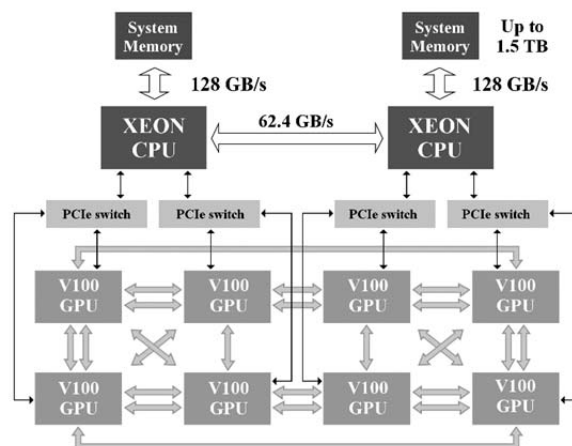 System
Memory
System
Memory
Up to
1.5 TB
128 GB/s
128 GB/s
XEON
CPU
62.4 GB/s
XEON
CPU
PCIe switch
PCIe switch
PCIe switch
PCIe switch
V100
GPU
V100
GPU
V100
GPU
V100
GPU
V100
GPU
V100
GPU
V100
GPU
V100
GPU